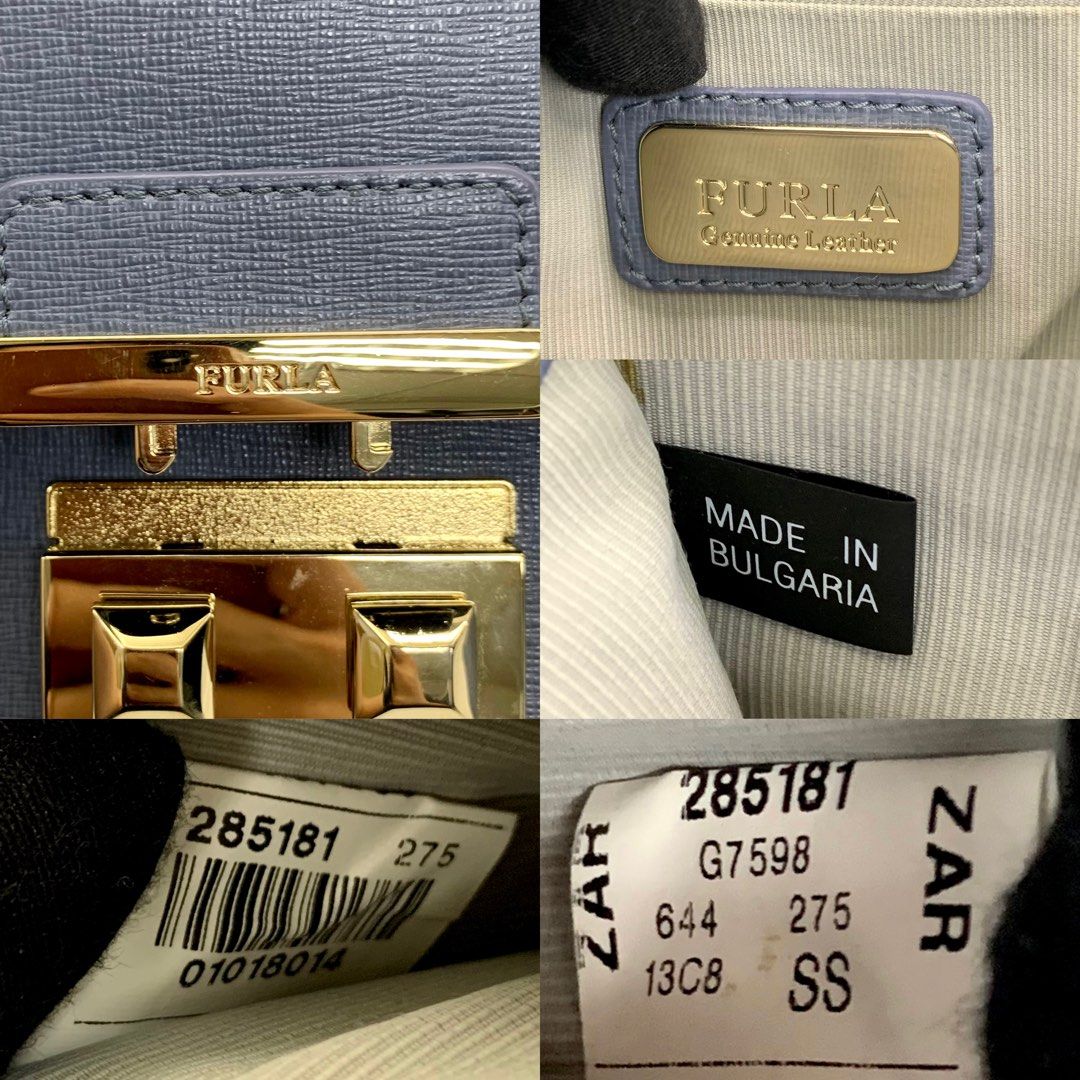 FURLA
FURLA
Genuine Leather
MADE IN
BULGARIA
285181 275
01018014
285181
G7598
644 275
13C8 SS
ZAR
ZAR